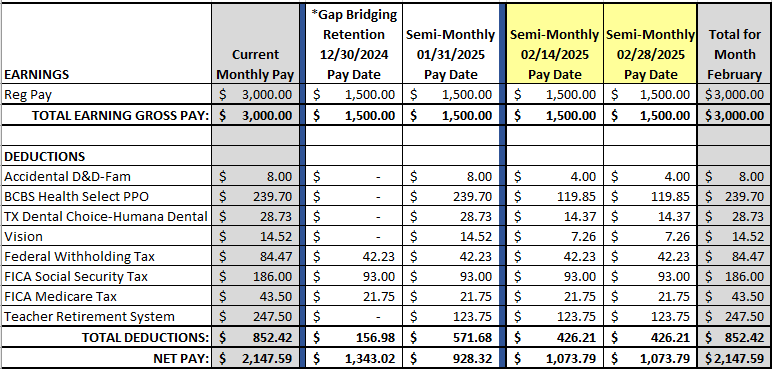 EARNINGS Current Monthly Pay *Gap Bridging Retention 12/30/2024 Pay Date Semi-Monthly 01/31/2025 Pay Date Semi-Monthly 02/14/2025 Pay Date Semi-Monthly 02/28/2025 Pay Date Total for Month February
Reg Pay $ 3,000.00 $ 1,500.00 $ 1,500.00 $ 1,500.00 $ 1,500.00 $ 3,000.00
TOTAL EARNING GROSS PAY: $ 3,000.00 $ 1,500.00 $ 1,500.00 $ 1,500.00 $ 1,500.00 $ 3,000.00
DEDUCTIONS
Accidental D&D-Fam $ 8.00 $ - $ 8.00 $ 4.00 $ 4.00 $ 8.00
BCBS Health Select PPO $ 239.70 $ - $ 239.70 $ 119.85 $ 119.85 $ 239.70
TX Dental Choice-Humana Dental $ 28.73 $ - $ 28.73 $ 14.37 $ 14.37 $ 28.73
Vision $ 14.52 $ - $ 14.52 $ 7.26 $ 7.26 $ 14.52
Federal Withholding Tax $ 84.47 $ 42.23 $ 42.23 $ 42.23 $ 42.23 $ 84.47
FICA Social Security Tax $ 186.00 $ 93.00 $ 93.00 $ 93.00 $ 93.00 $ 186.00
FICA Medicare Tax $ 43.50 $ 21.75 $ 21.75 $ 21.75 $ 21.75 $ 43.50
Teacher Retirement System $ 247.50 $ - $ 123.75 $ 123.75 $ 123.75 $ 247.50
TOTAL DEDUCTIONS: $ 852.42 $ 156.98 $ 571.68 $ 426.21 $ 426.21 $ 852.42
NET PAY: $ 2,147.59 $ 1,343.02 $ 928.32 $ 1,073.79 $ 1,073.79 $ 2,147.59